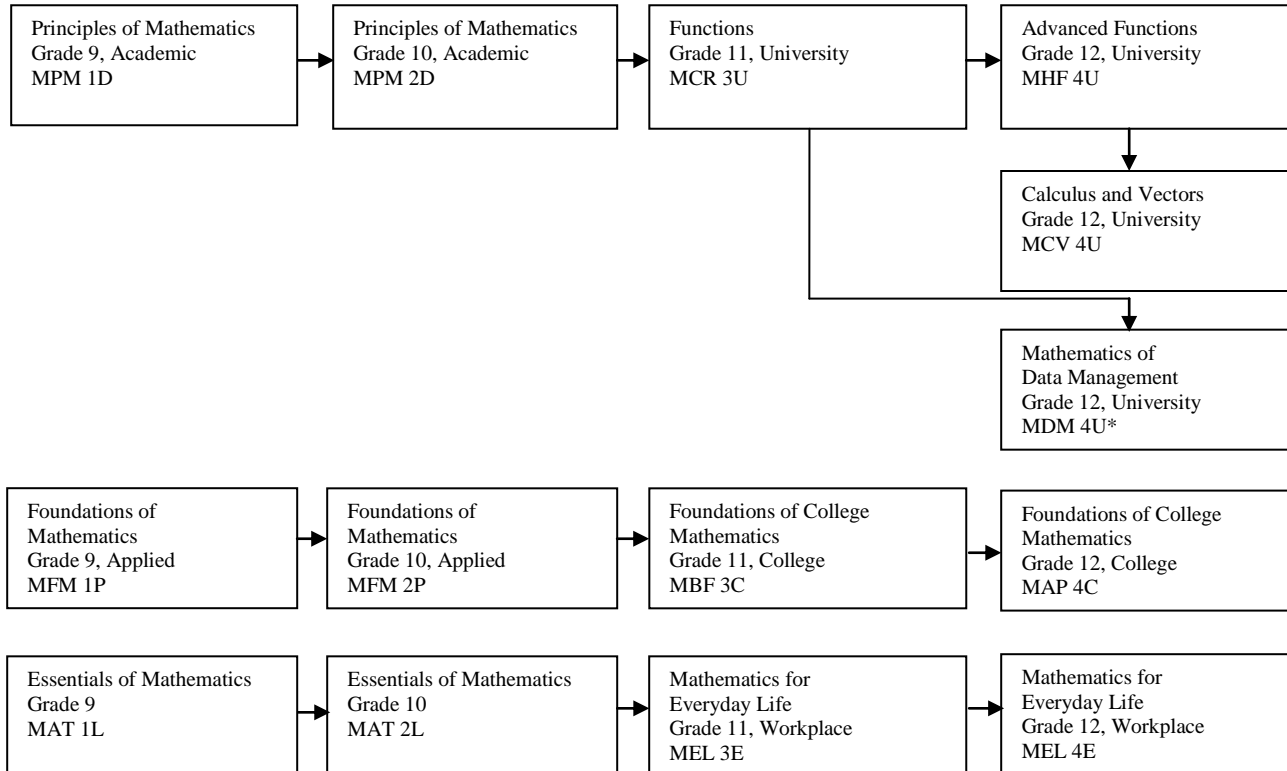 Principles of Mathematics
Grade 9, Academic
MPM 1D
Principles of Mathematics
Grade 10, Academic
MPM 2D
Functions
Grade 11, University
MCR 3U
Advanced Functions
Grade 12, University
MHF 4U
Calculus and Vectors
Grade 12, University
MCV 4U
Mathematics of
Data Management
Grade 12, University
MDM 4U*
Foundations of
Mathematics
Grade 9, Applied
MFM 1P
Foundations of
Mathematics
Grade 10, Applied
MFM 2P
Foundations of College
Mathematics
Grade 11, College
MBF 3C
Foundations of College
Mathematics
Grade 12, College
MAP 4C
Essentials of Mathematics
Grade 9
MAT 1L
Essentials of Mathematics
Grade 10
MAT 2L
Mathematics for
Everyday Life
Grade 11, Workplace
MEL 3E
Mathematics for
Everyday Life
Grade 12, Workplace
MEL 4E